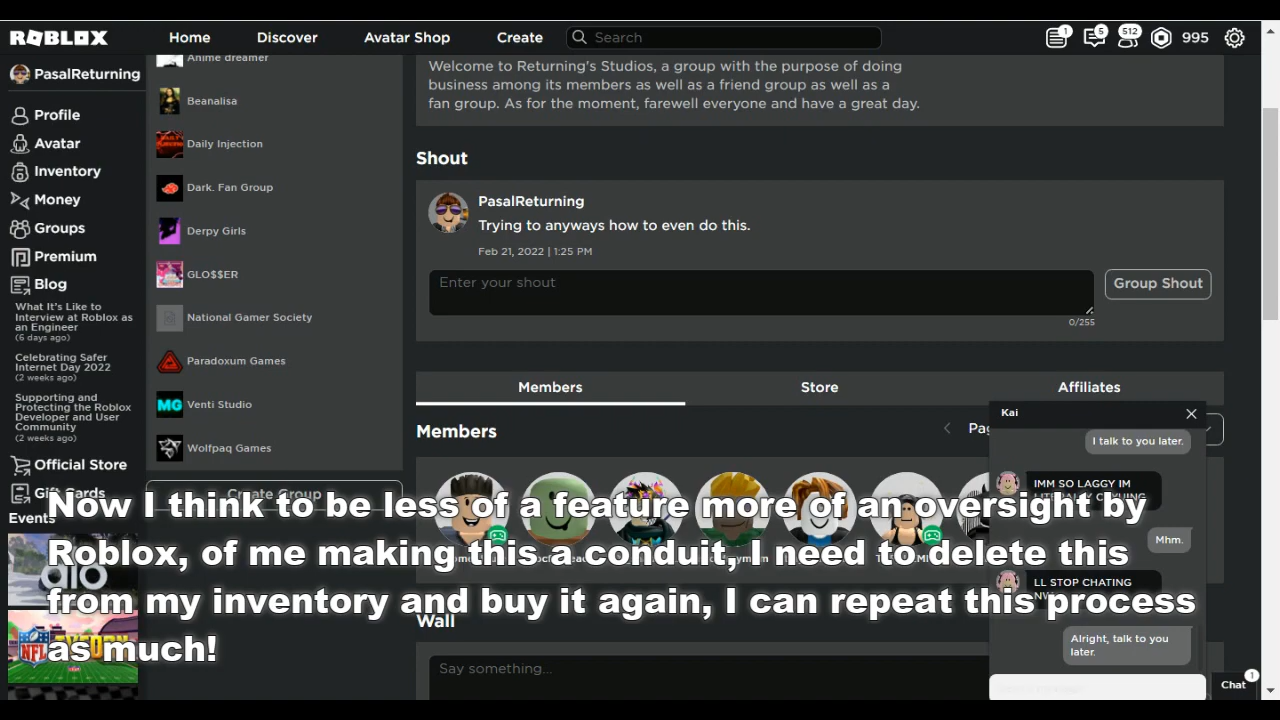 ROBLOX
Home
Discover
Avatar Shop
Create
Search
1
5
512
995
PasalReturning
Profile
Avatar
Inventory
Money
Groups
Premium
Blog
What It's Like to
Interview at Roblox as
an Engineer
(6 days ago)
Celebrating Safer
Internet Day 2022
(2 weeks ago)
Supporting and
Protecting the Roblox
Developer and User
Community
(2 weeks ago)
Official Store
Gift Cards
Events
Anime dreamer
Beanalisa
Daily Injection
Dark. Fan Group
Derpy Girls
GLO$$ER
National Gamer Society
Paradoxum Games
MG
Venti Studio
Wolfpaq Games
Create Group
Welcome to Returning's Studios, a group with the purpose of doing
business among its members as well as a friend group as well as a
fan group. As for the moment, farewell everyone and have a great day.
Shout
PasalReturning
Trying to anyways how to even do this.
Feb 21, 2022 | 1:25 PM
Enter your shout
Group Shout
0/255
Members
Store
Affiliates
Members
Now I think to be less of a feature more of an oversight by
Roblox, of me making this a conduit, I need to delete this
from my inventory and buy it again, I can repeat this process
as much!
Wall
Say something...
NFL
Kai
I talk to you later.
IMM SO LAGGY IM
Mhm.
LL STOP CHATING
Alright, talk to you
later.
Chat
1